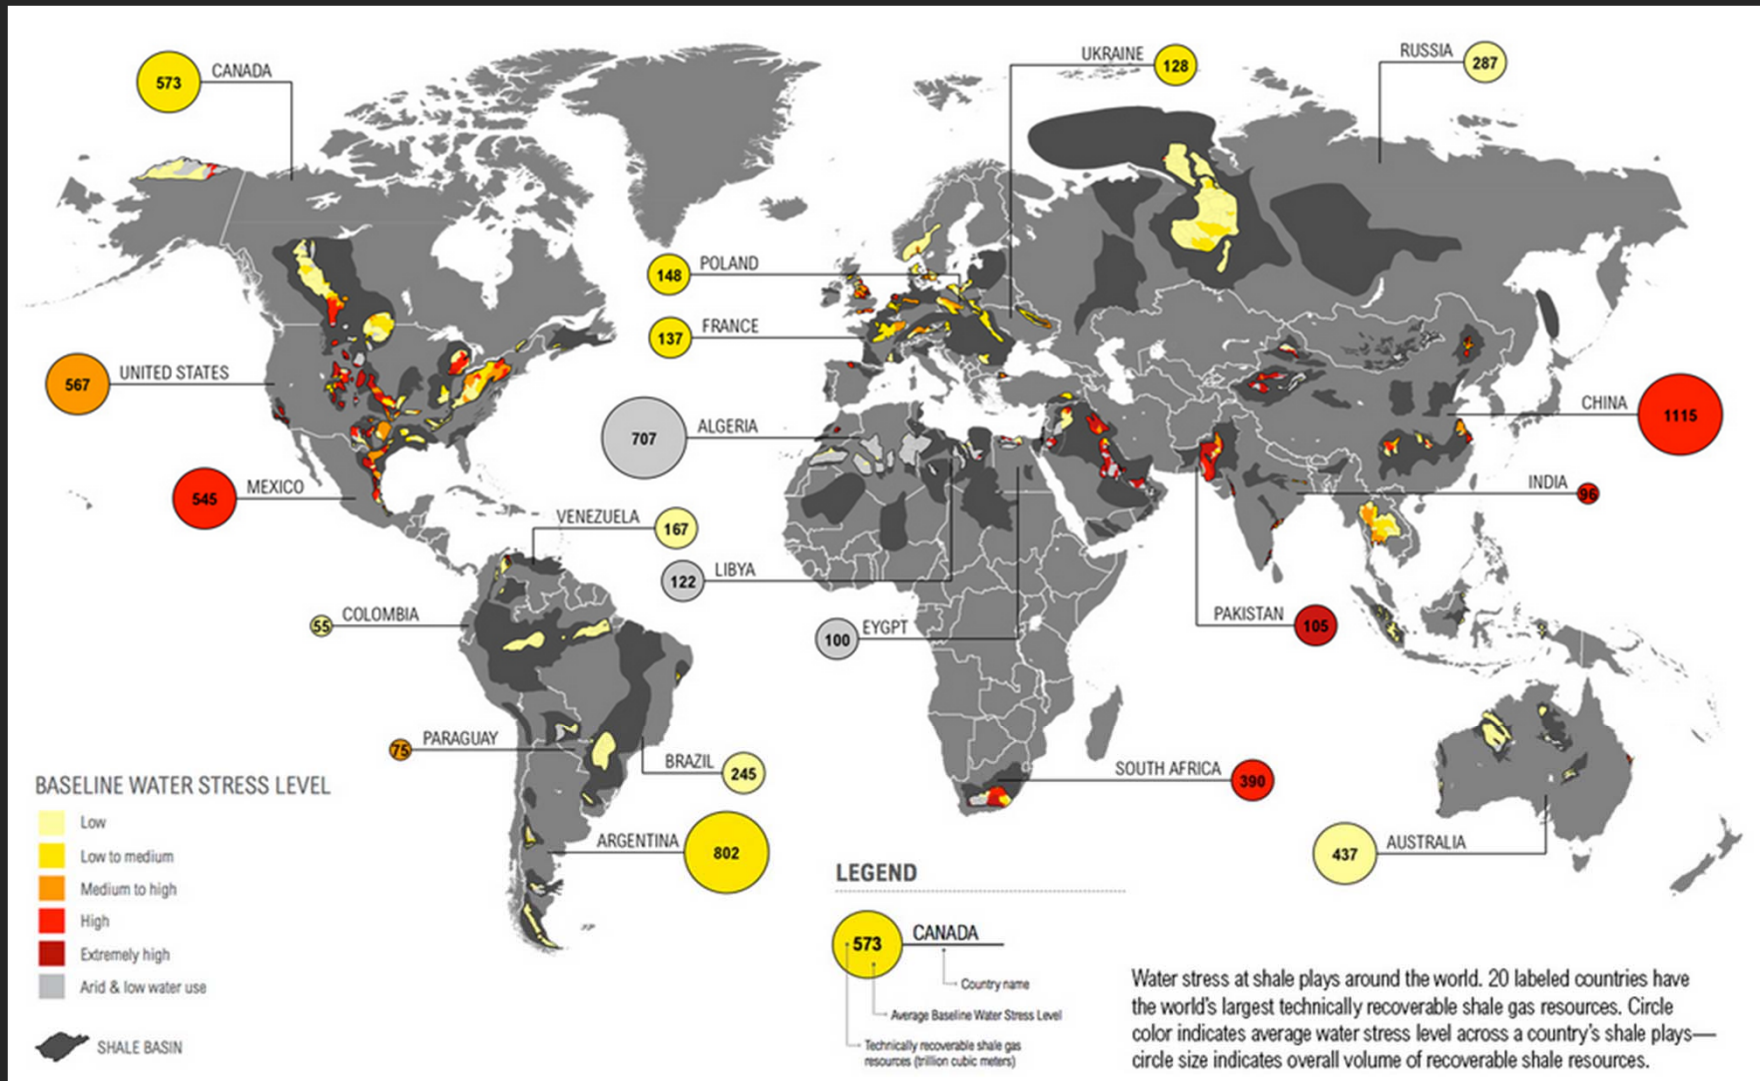 573
CANADA
UKRAINE
128
RUSSIA
287
148
POLAND
137
FRANCE
567
UNITED STATES
707
ALGERIA
CHINA
1115
545
MEXICO
INDIA
96
VENEZUELA
167
122
LIBYA
55
COLOMBIA
100
EYGPT
PAKISTAN
105
75
PARAGUAY
BRAZIL
245
SOUTH AFRICA
390
ARGENTINA
802
437
AUSTRALIA
BASELINE WATER STRESS LEVEL
Low
Low to medium
Medium to high
High
Extremely high
Arid & low water use
SHALE BASIN
LEGEND
573
CANADA
Country name
Average Baseline Water Stress Level
Technically recoverable shale gas
resources (trillion cubic meters)
Water stress at shale plays around the world. 20 labeled countries have
the world's largest technically recoverable shale gas resources. Circle
color indicates average water stress level across a country's shale plays—
circle size indicates overall volume of recoverable shale resources.